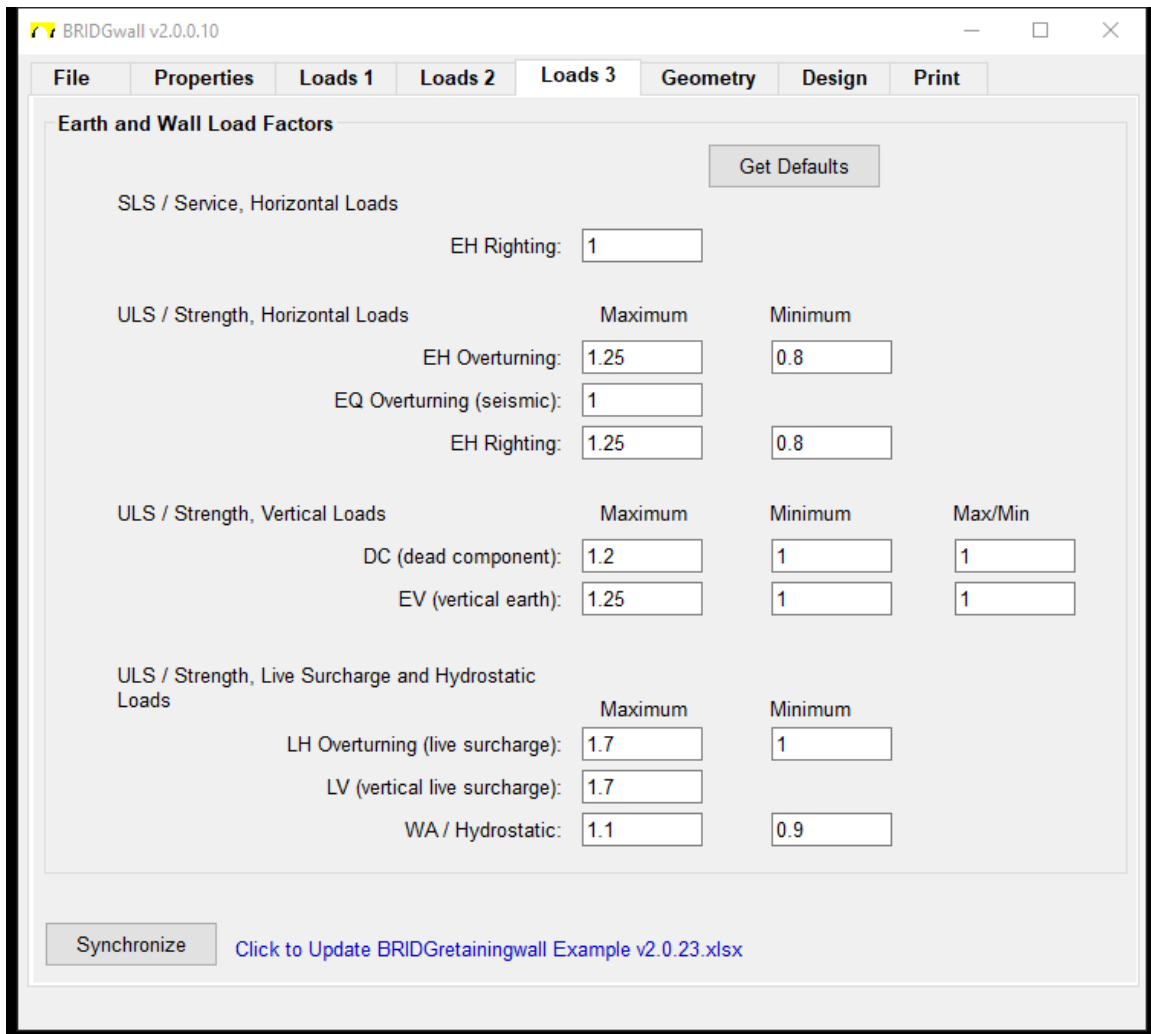 BRIDGwall v2.0.0.10
File Properties Loads 1 Loads 2 Loads 3 Geometry Design Print
Earth and Wall Load Factors
Get Defaults
SLS / Service, Horizontal Loads
EH Righting: 1
ULS / Strength, Horizontal Loads Maximum Minimum
EH Overturning: 1.25 0.8
EQ Overturning (seismic): 1
EH Righting: 1.25 0.8
ULS / Strength, Vertical Loads Maximum Minimum Max/Min
DC (dead component): 1.2 1 1
EV (vertical earth): 1.25 1 1
ULS / Strength, Live Surcharge and Hydrostatic
Loads
Maximum Minimum
LH Overturning (live surcharge): 1.7 1
LV (vertical live surcharge): 1.7
WA / Hydrostatic: 1.1 0.9
Synchronize Click to Update BRIDGretainingwall Example v2.0.23.xlsx